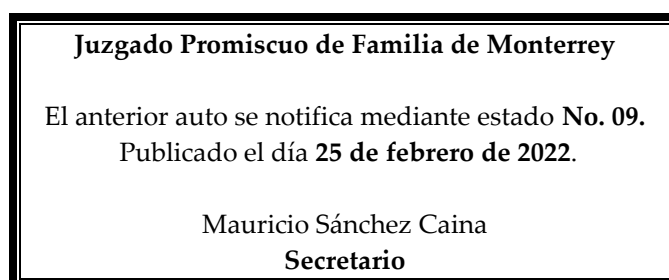 Juzgado Promiscuo de Familia de Monterrey
El anterior auto se notifica mediante estado No. 09.
Publicado el día 25 de febrero de 2022.
Mauricio Sánchez Caina
Secretario